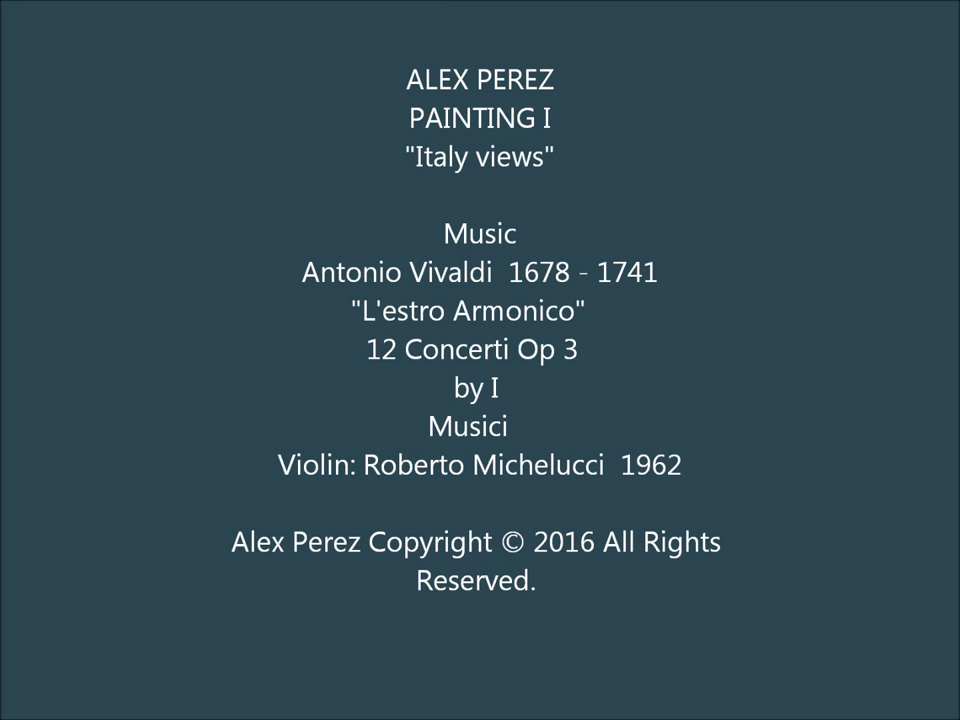 ALEX PEREZ
PAINTING I
"Italy views"
Music
Antonio Vivaldi  1678 - 1741
"L'estro Armonico"
12 Concerti Op 3
by I
Musici
Violin: Roberto Michelucci  1962
Alex Perez Copyright © 2016 All Rights
Reserved.